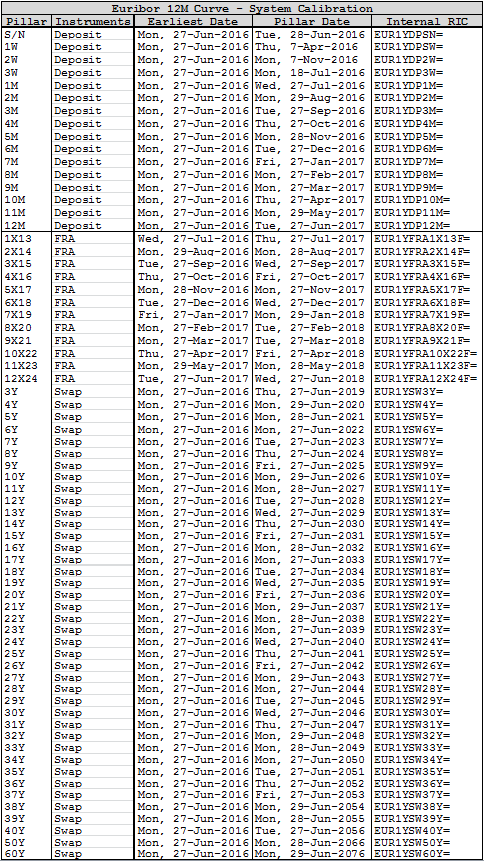 Euribor 12M Curve - System Calibration
Pillar Instruments Earliest Date Pillar Date Internal RIC
S/N Deposit Mon, 27-Jun-2016 Tue, 28-Jun-2016 EUR1YDPSN=
1W Deposit Mon, 27-Jun-2016 Thu, 7-Apr-2016 EUR1YDPSW=
2W Deposit Mon, 27-Jun-2016 Mon, 7-Nov-2016 EUR1YDP2W=
3W Deposit Mon, 27-Jun-2016 Mon, 18-Jul-2016 EUR1YDP3W=
1M Deposit Mon, 27-Jun-2016 Wed, 27-Jul-2016 EUR1YDP1M=
2M Deposit Mon, 27-Jun-2016 Mon, 29-Aug-2016 EUR1YDP2M=
3M Deposit Mon, 27-Jun-2016 Tue, 27-Sep-2016 EUR1YDP3M=
4M Deposit Mon, 27-Jun-2016 Thu, 27-Oct-2016 EUR1YDP4M=
5M Deposit Mon, 27-Jun-2016 Mon, 28-Nov-2016 EUR1YDP5M=
6M Deposit Mon, 27-Jun-2016 Tue, 27-Dec-2016 EUR1YDP6M=
7M Deposit Mon, 27-Jun-2016 Fri, 27-Jan-2017 EUR1YDP7M=
8M Deposit Mon, 27-Jun-2016 Mon, 27-Feb-2017 EUR1YDP8M=
9M Deposit Mon, 27-Jun-2016 Mon, 27-Mar-2017 EUR1YDP9M=
10M Deposit Mon, 27-Jun-2016 Thu, 27-Apr-2017 EUR1YDP10M=
11M Deposit Mon, 27-Jun-2016 Mon, 29-May-2017 EUR1YDP11M=
12M Deposit Mon, 27-Jun-2016 Tue, 27-Jun-2017 EUR1YDP12M=
1X13 FRA Wed, 27-Jul-2016 Thu, 27-Jul-2017 EUR1YFRA1X13F=
2X14 FRA Mon, 29-Aug-2016 Mon, 28-Aug-2017 EUR1YFRA2X14F=
3X15 FRA Tue, 27-Sep-2016 Wed, 27-Sep-2017 EUR1YFRA3X15F=
4X16 FRA Thu, 27-Oct-2016 Fri, 27-Oct-2017 EUR1YFRA4X16F=
5X17 FRA Mon, 28-Nov-2016 Mon, 27-Nov-2017 EUR1YFRA5X17F=
6X18 FRA Tue, 27-Dec-2016 Wed, 27-Dec-2017 EUR1YFRA6X18F=
7X19 FRA Fri, 27-Jan-2017 Mon, 29-Jan-2018 EUR1YFRA7X19F=
8X20 FRA Mon, 27-Feb-2017 Tue, 27-Feb-2018 EUR1YFRA8X20F=
9X21 FRA Mon, 27-Mar-2017 Tue, 27-Mar-2018 EUR1YFRA9X21F=
10X22 FRA Thu, 27-Apr-2017 Fri, 27-Apr-2018 EUR1YFRA10X22F=
11X23 FRA Mon, 29-May-2017 Mon, 28-May-2018 EUR1YFRA11X23F=
12X24 FRA Tue, 27-Jun-2017 Wed, 27-Jun-2018 EUR1YFRA12X24F=
3Y Swap Mon, 27-Jun-2016 Thu, 27-Jun-2019 EUR1YSW3Y=
4Y Swap Mon, 27-Jun-2016 Mon, 29-Jun-2020 EUR1YSW4Y=
5Y Swap Mon, 27-Jun-2016 Mon, 28-Jun-2021 EUR1YSW5Y=
6Y Swap Mon, 27-Jun-2016 Mon, 27-Jun-2022 EUR1YSW6Y=
7Y Swap Mon, 27-Jun-2016 Tue, 27-Jun-2023 EUR1YSW7Y=
8Y Swap Mon, 27-Jun-2016 Thu, 27-Jun-2024 EUR1YSW8Y=
9Y Swap Mon, 27-Jun-2016 Fri, 27-Jun-2025 EUR1YSW9Y=
10Y Swap Mon, 27-Jun-2016 Mon, 29-Jun-2026 EUR1YSW10Y=
11Y Swap Mon, 27-Jun-2016 Mon, 28-Jun-2027 EUR1YSW11Y=
12Y Swap Mon, 27-Jun-2016 Tue, 27-Jun-2028 EUR1YSW12Y=
13Y Swap Mon, 27-Jun-2016 Wed, 27-Jun-2029 EUR1YSW13Y=
14Y Swap Mon, 27-Jun-2016 Thu, 27-Jun-2030 EUR1YSW14Y=
15Y Swap Mon, 27-Jun-2016 Fri, 27-Jun-2031 EUR1YSW15Y=
16Y Swap Mon, 27-Jun-2016 Mon, 28-Jun-2032 EUR1YSW16Y=
17Y Swap Mon, 27-Jun-2016 Mon, 27-Jun-2033 EUR1YSW17Y=
18Y Swap Mon, 27-Jun-2016 Tue, 27-Jun-2034 EUR1YSW18Y=
19Y Swap Mon, 27-Jun-2016 Wed, 27-Jun-2035 EUR1YSW19Y=
20Y Swap Mon, 27-Jun-2016 Fri, 27-Jun-2036 EUR1YSW20Y=
21Y Swap Mon, 27-Jun-2016 Mon, 29-Jun-2037 EUR1YSW21Y=
22Y Swap Mon, 27-Jun-2016 Mon, 28-Jun-2038 EUR1YSW22Y=
23Y Swap Mon, 27-Jun-2016 Mon, 27-Jun-2039 EUR1YSW23Y=
24Y Swap Mon, 27-Jun-2016 Wed, 27-Jun-2040 EUR1YSW24Y=
25Y Swap Mon, 27-Jun-2016 Thu, 27-Jun-2041 EUR1YSW25Y=
26Y Swap Mon, 27-Jun-2016 Fri, 27-Jun-2042 EUR1YSW26Y=
27Y Swap Mon, 27-Jun-2016 Mon, 29-Jun-2043 EUR1YSW27Y=
28Y Swap Mon, 27-Jun-2016 Mon, 27-Jun-2044 EUR1YSW28Y=
29Y Swap Mon, 27-Jun-2016 Tue, 27-Jun-2045 EUR1YSW29Y=
30Y Swap Mon, 27-Jun-2016 Wed, 27-Jun-2046 EUR1YSW30Y=
31Y Swap Mon, 27-Jun-2016 Thu, 27-Jun-2047 EUR1YSW31Y=
32Y Swap Mon, 27-Jun-2016 Mon, 29-Jun-2048 EUR1YSW32Y=
33Y Swap Mon, 27-Jun-2016 Mon, 28-Jun-2049 EUR1YSW33Y=
34Y Swap Mon, 27-Jun-2016 Mon, 27-Jun-2050 EUR1YSW34Y=
35Y Swap Mon, 27-Jun-2016 Tue, 27-Jun-2051 EUR1YSW35Y=
36Y Swap Mon, 27-Jun-2016 Thu, 27-Jun-2052 EUR1YSW36Y=
37Y Swap Mon, 27-Jun-2016 Fri, 27-Jun-2053 EUR1YSW37Y=
38Y Swap Mon, 27-Jun-2016 Mon, 29-Jun-2054 EUR1YSW38Y=
39Y Swap Mon, 27-Jun-2016 Mon, 28-Jun-2055 EUR1YSW39Y=
40Y Swap Mon, 27-Jun-2016 Tue, 27-Jun-2056 EUR1YSW40Y=
50Y Swap Mon, 27-Jun-2016 Mon, 28-Jun-2066 EUR1YSW50Y=
60Y Swap Mon, 27-Jun-2016 Mon, 29-Jun-2076 EUR1YSW60Y=